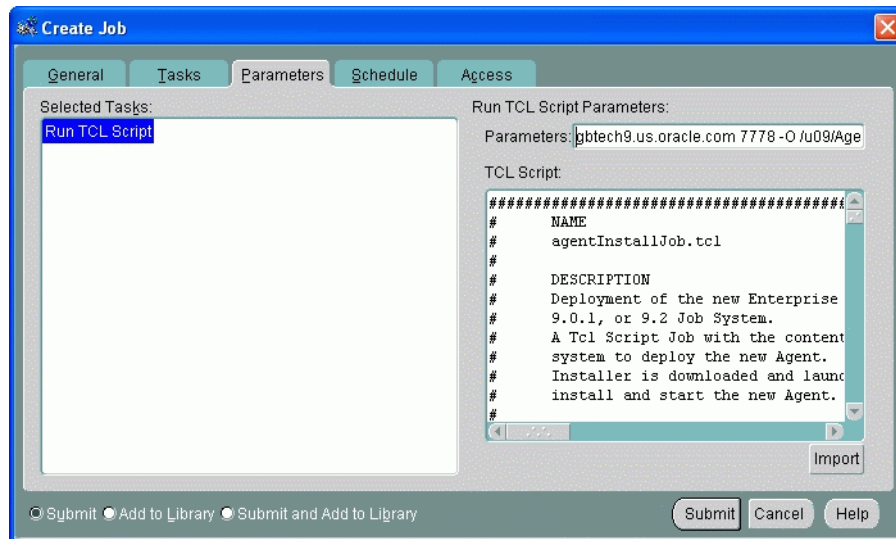 Create Job
General Tasks Parameters Schedule Access
Selected Tasks:
Run TCL Script
Run TCL Script Parameters:
Parameters: gbtech9.us.oracle.com 7778 -O /u09/Age
TCL Script:
########################################
# NAME
# agentInstallJob.tcl
#
# DESCRIPTION
# Deployment of the new Enterprise
# 9.0.1, or 9.2 Job System.
# A Tcl Script Job with the content
# system to deploy the new Agent.
# Installer is downloaded and launc
# install and start the new Agent.
#
Import
Submit Add to Library Submit and Add to Library
Submit Cancel Help